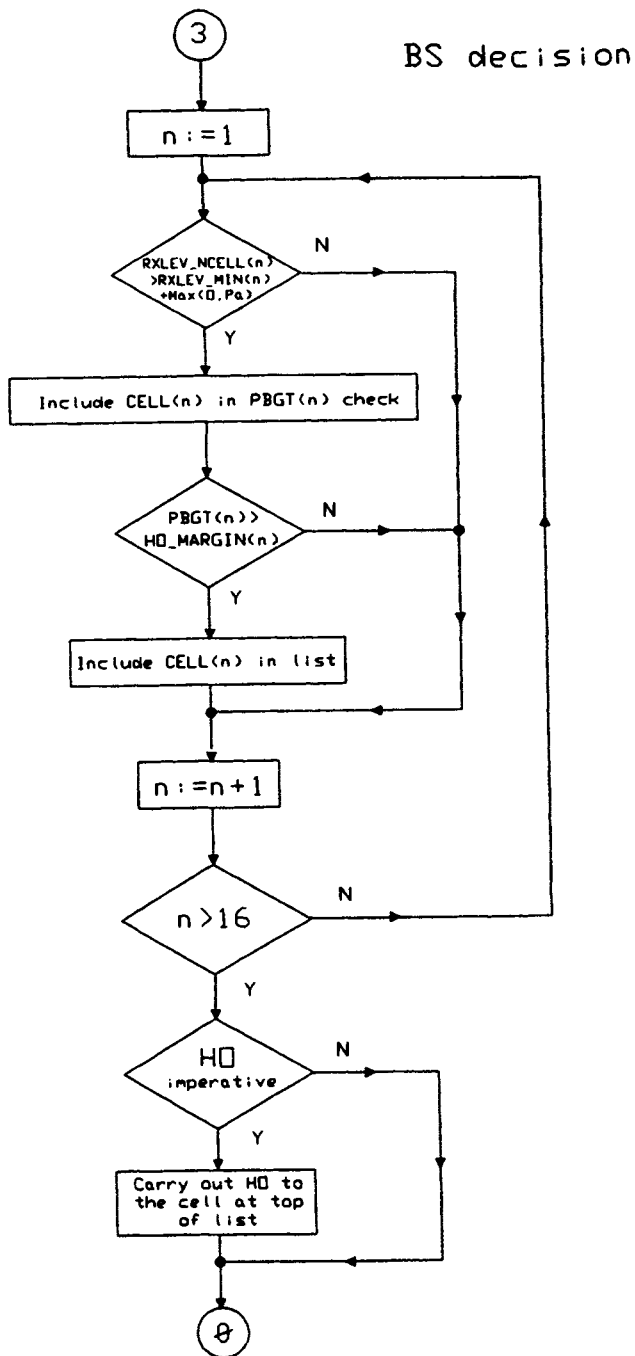 3
BS decision
n:=1
RXLEV_NCELL(n)
>RXLEV_MIN(n)
+Max(0,Pa)
N
Y
Include CELL(n) in PBGT(n) check
PBGT(n)>>
HO_MARGIN(n)
N
Y
Include CELL(n) in list
n:=n+1
n>16
N
Y
HO
imperative
N
Y
Carry out HO to
the cell at top
of list
0